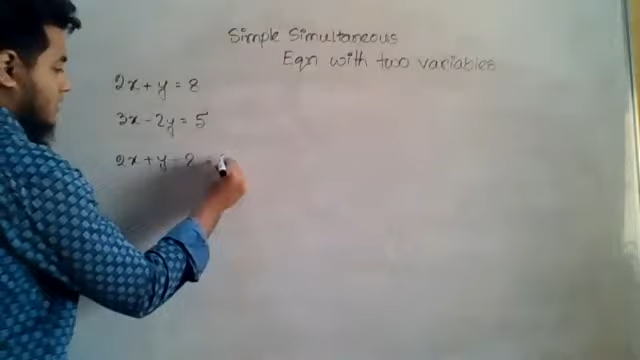 Simple Simultaneous
Eqn with two variables
2x + y = 8
3x - 2y = 5
2x + y - 8 =